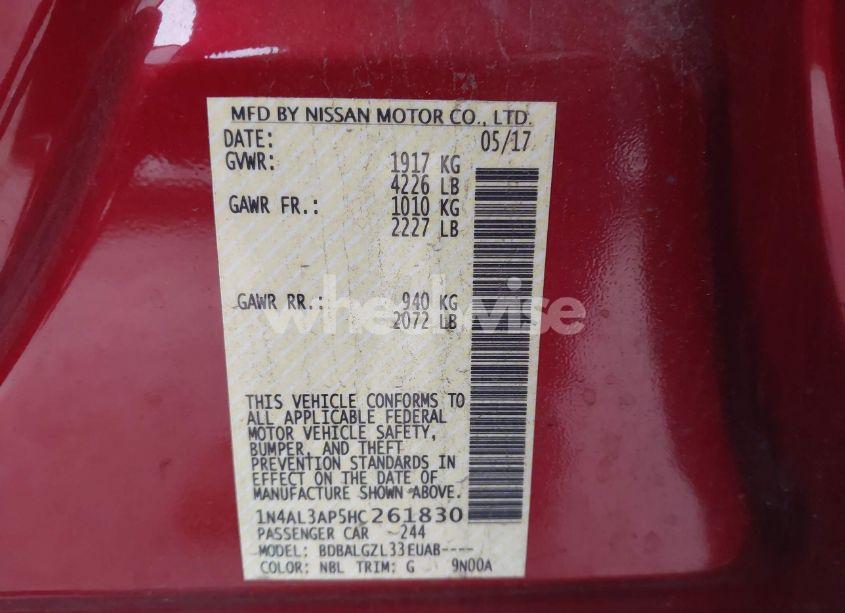 MFD BY NISSAN MOTOR CO., LTD.
DATE: 05/17
GVWR: 1917 KG
4226 LB
GAWR FR.: 1010 KG
2227 LB
GAWR RR.: 940 KG
2072 LB
wheelwise
THIS VEHICLE CONFORMS TO
ALL APPLICABLE FEDERAL
MOTOR VEHICLE SAFETY,
BUMPER, AND THEFT
PREVENTION STANDARDS IN
EFFECT ON THE DATE OF
MANUFACTURE SHOWN ABOVE.
1N4AL3AP5HC261830
PASSENGER CAR -244
MODEL: BDBALGZL33EUAB----
COLOR: NBL TRIM: G 9N00A